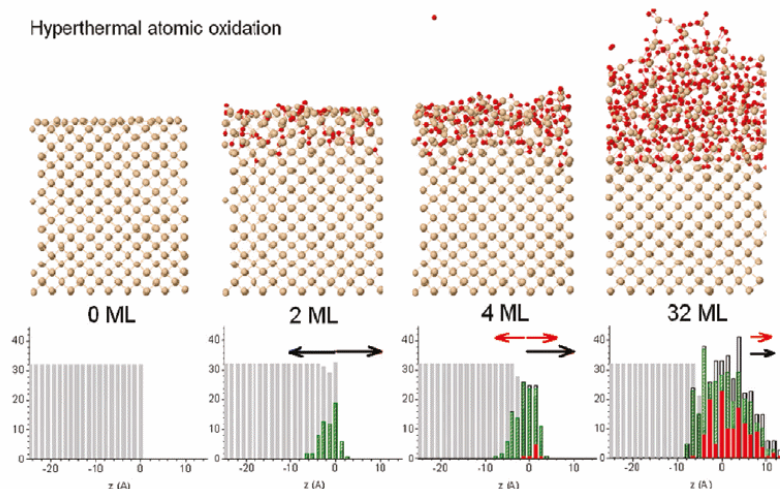 Hyperthermal atomic oxidation
0 ML 2 ML 4 ML 32 ML
40 40 40 40
30 30 30 30
20 20 20 20
10 10 10 10
0 0 0 0
-20 -10 0 10 -20 -10 0 10 -20 -10 0 10 -20 -10 0 10
z (A) z (A) z (A) z (A)